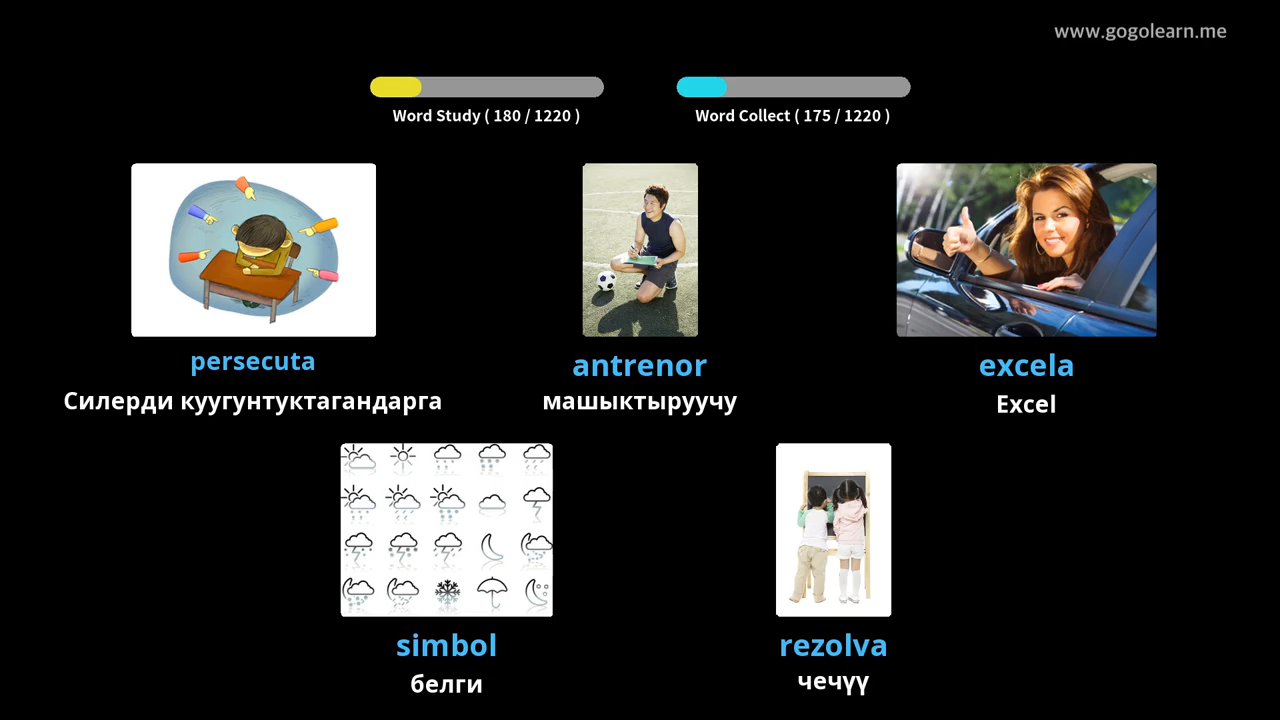 www.gogolearn.me
Word Study ( 180 / 1220 )
Word Collect ( 175 / 1220 )
persecuta
Силерди куугунтуктагандарга
antrenor
машыктыруучу
excela
Excel
simbol
белги
rezolva
чечүү